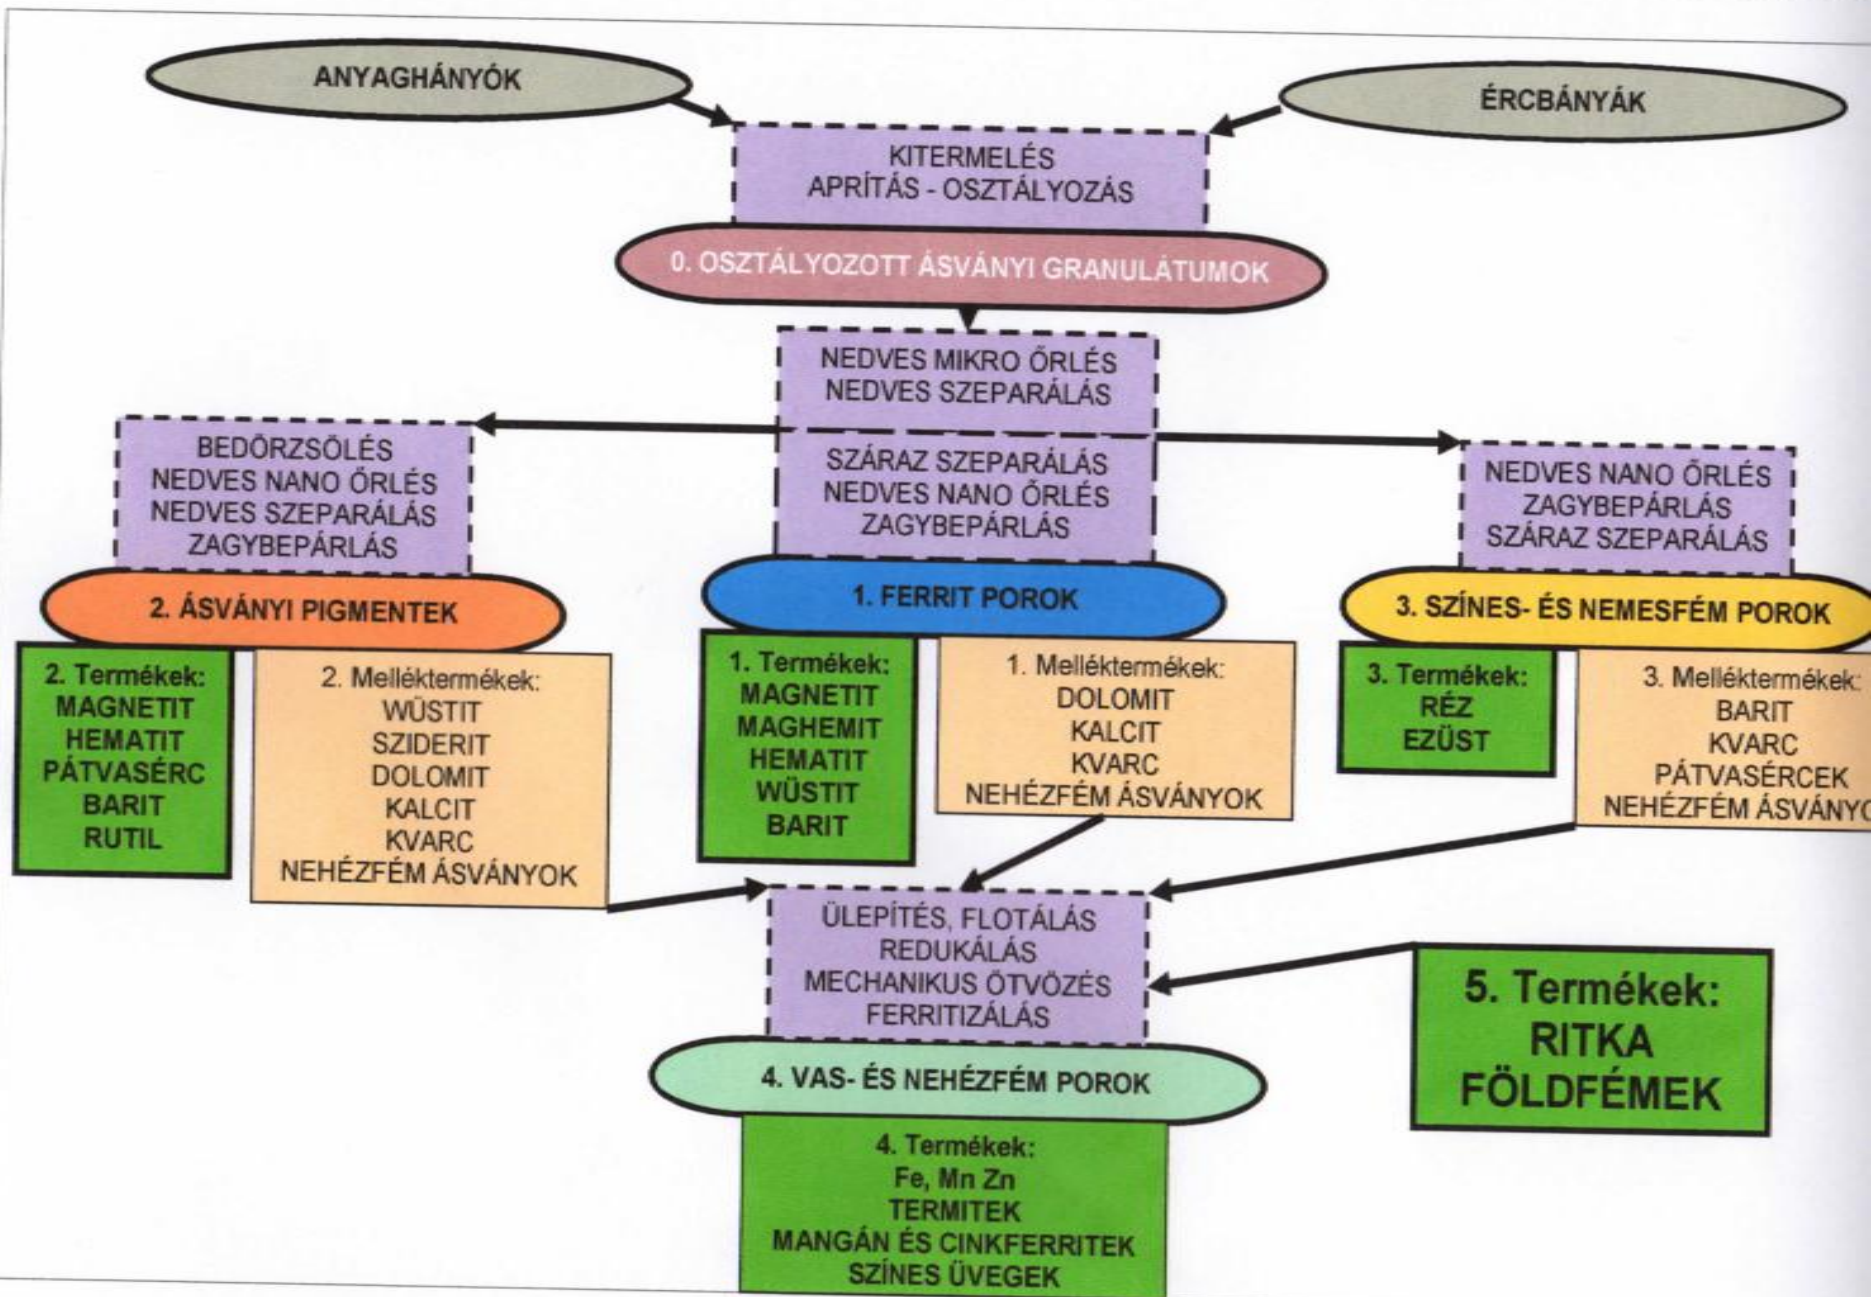 ANYAGHÁNYÓK
ÉRCBÁNYÁK
KITERMELÉS
APRÍTÁS - OSZTÁLYOZÁS
0. OSZTÁLYOZOTT ÁSVÁNYI GRANULÁTUMOK
NEDVES MIKRO ŐRLÉS
NEDVES SZEPARÁLÁS
BEDÖRZSÖLÉS
NEDVES NANO ŐRLÉS
NEDVES SZEPARÁLÁS
ZAGYBEPÁRLÁS
SZÁRAZ SZEPARÁLÁS
NEDVES NANO ŐRLÉS
ZAGYBEPÁRLÁS
NEDVES NANO ŐRLÉS
ZAGYBEPÁRLÁS
SZÁRAZ SZEPARÁLÁS
2. ÁSVÁNYI PIGMENTEK
1. FERRIT POROK
3. SZÍNES- ÉS NEMESFÉM POROK
2. Termékek:
MAGNETIT
HEMATIT
PÁTVASÉRC
BARIT
RUTIL
2. Melléktermékek:
WÜSTIT
SZIDERIT
DOLOMIT
KALCIT
KVARC
NEHÉZFÉM ÁSVÁNYOK
1. Termékek:
MAGNETIT
MAGHEMIT
HEMATIT
WÜSTIT
BARIT
1. Melléktermékek:
DOLOMIT
KALCIT
KVARC
NEHÉZFÉM ÁSVÁNYOK
3. Termékek:
RÉZ
EZÜST
3. Melléktermékek:
BARIT
KVARC
PÁTVASÉRCEK
NEHÉZFÉM
ÜLEPÍTÉS, FLOTÁLÁS
REDUKÁLÁS
MECHANIKUS ÖTVÖZÉS
FERRITIZÁLÁS
5. Termékek:
RITKA
FÖLDFÉMEK
4. VAS- ÉS NEHÉZFÉM POROK
4. Termékek:
Fe, Mn Zn
TERMITEK
MANGÁN ÉS CINKFERRITEK
SZÍNES ÜVEGEK